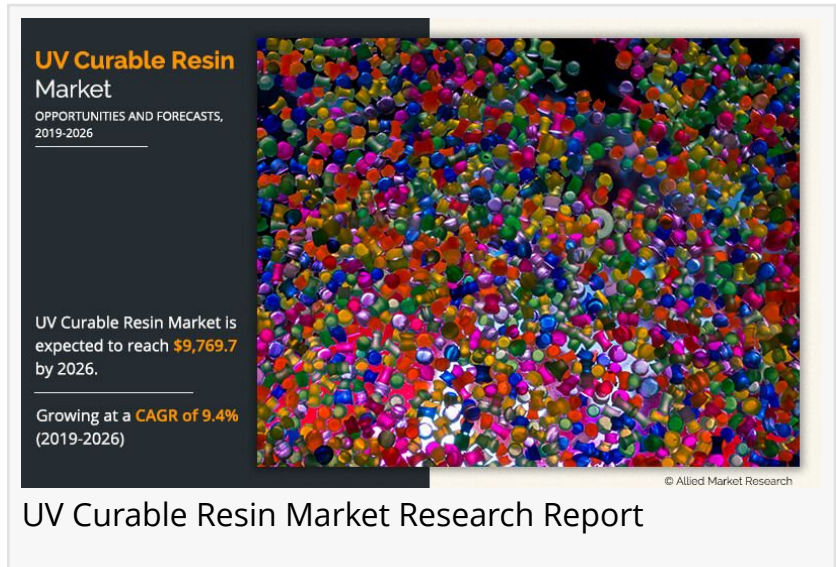 UV Curable Resin
Market
OPPORTUNITIES AND FORECASTS,
2019-2026
UV Curable Resin Market is
expected to reach $9,769.7
by 2026.
Growing at a CAGR of 9.4%
(2019-2026)
© Allied Market Research
UV Curable Resin Market Research Report